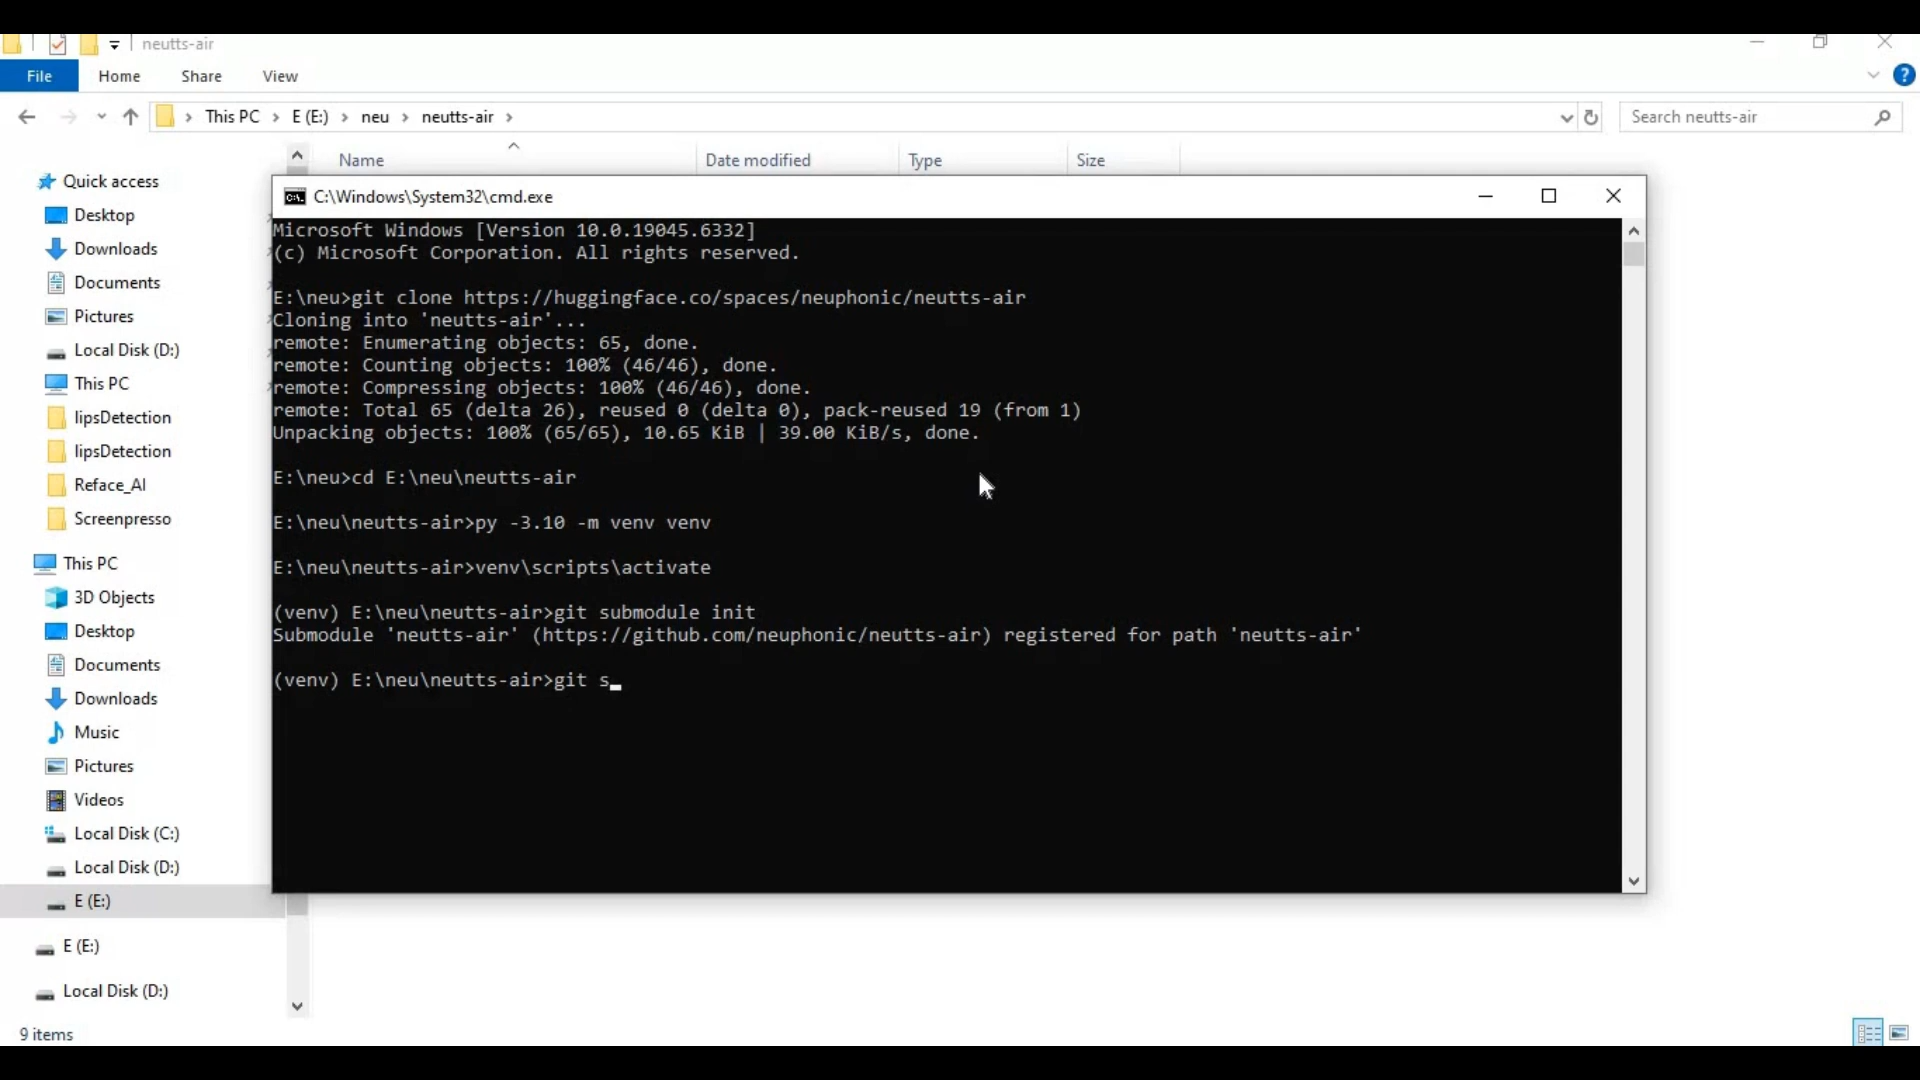 neutts-air
File Home Share View
This PC > E (E:) > neu > neutts-air >
Search neutts-air
Name Date modified Type Size
Quick access
Desktop
Downloads
Documents
Pictures
Local Disk (D:)
This PC
lipsDetection
lipsDetection
Reface_AI
Screenpresso
This PC
3D Objects
Desktop
Documents
Downloads
Music
Pictures
Videos
Local Disk (C:)
Local Disk (D:)
E (E:)
E (E:)
Local Disk (D:)
9 items
C:\Windows\System32\cmd.exe
Microsoft Windows [Version 10.0.19045.6332]
(c) Microsoft Corporation. All rights reserved.
E:\neu>git clone https://huggingface.co/spaces/neuphonic/neutts-air
Cloning into 'neutts-air'...
remote: Enumerating objects: 65, done.
remote: Counting objects: 100% (46/46), done.
remote: Compressing objects: 100% (46/46), done.
remote: Total 65 (delta 26), reused 0 (delta 0), pack-reused 19 (from 1)
Unpacking objects: 100% (65/65), 10.65 KiB | 39.00 KiB/s, done.
E:\neu>cd E:\neu\neutts-air
E:\neu\neutts-air>py -3.10 -m venv venv
E:\neu\neutts-air>venv\scripts\activate
(venv) E:\neu\neutts-air>git submodule init
Submodule 'neutts-air' (https://github.com/neuphonic/neutts-air) registered for path 'neutts-air'
(venv) E:\neu\neutts-air>git s